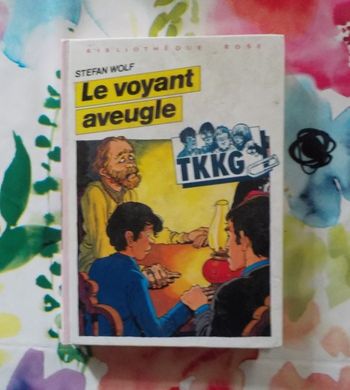 BIBLIOTHÈQUE ROSE
STEFAN WOLF
Le voyant
aveugle
TKKG